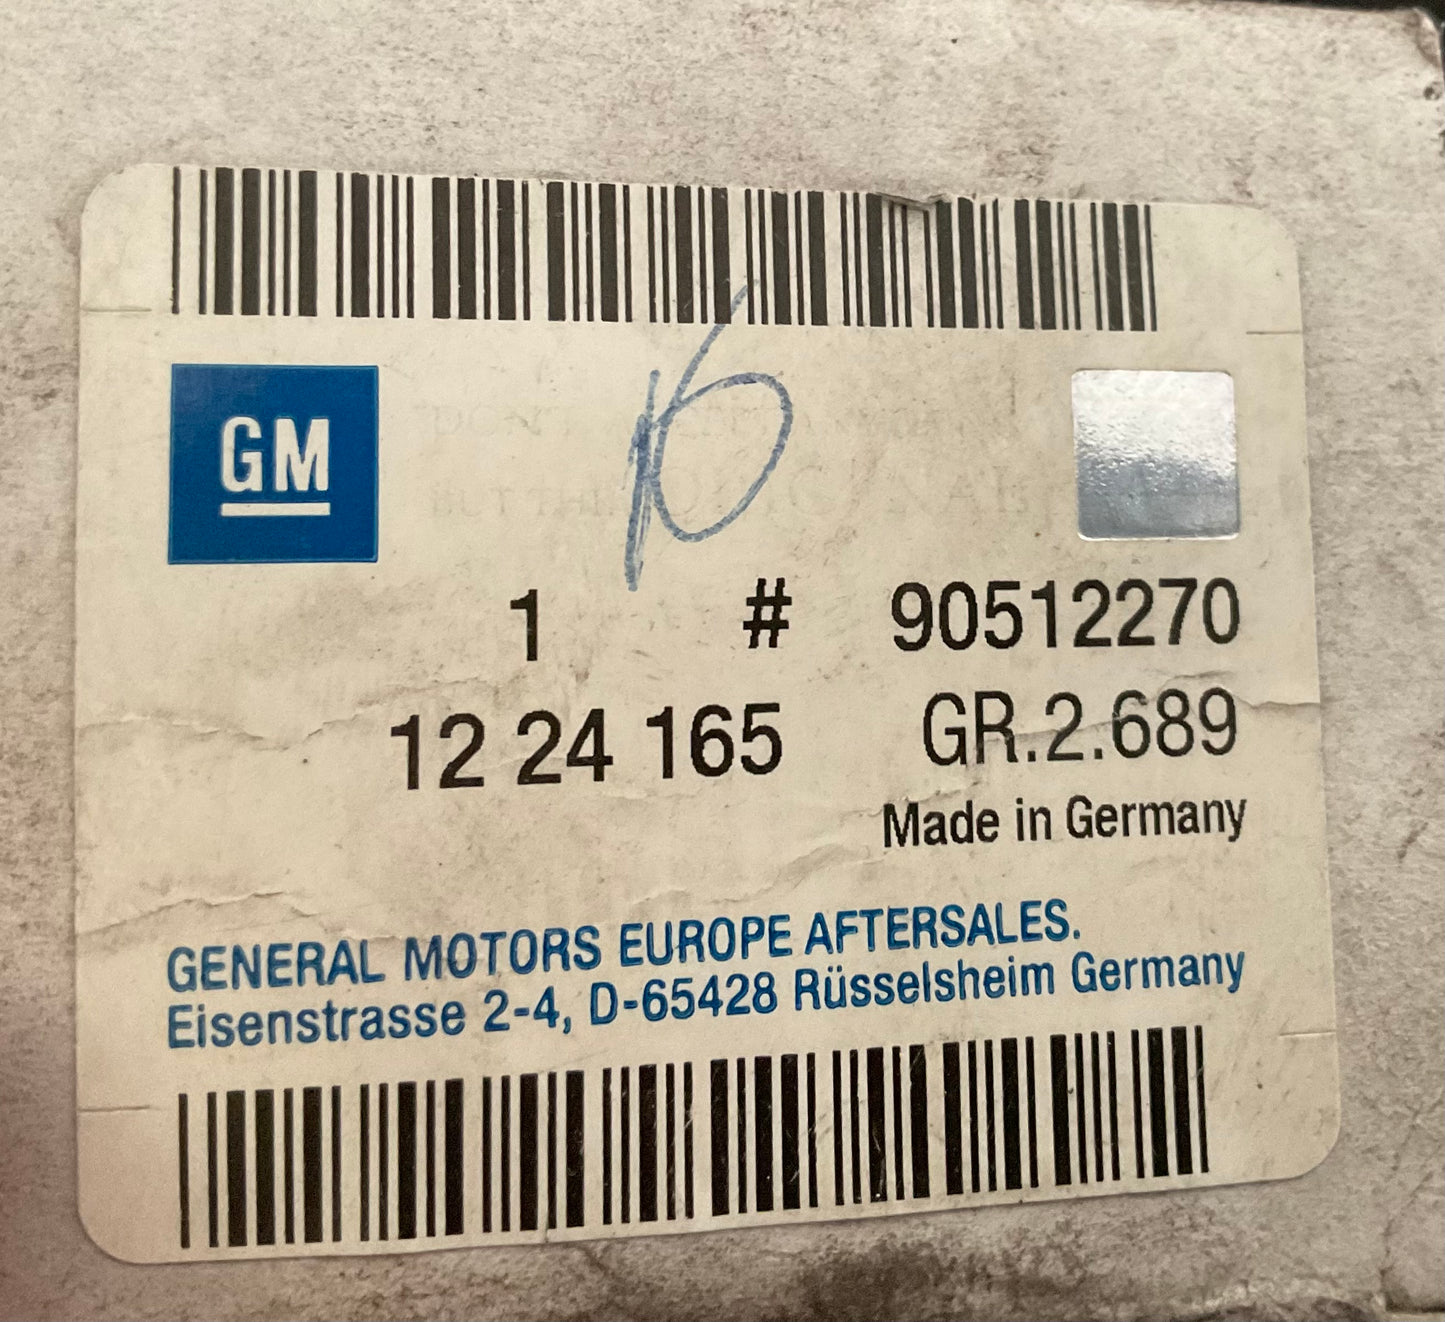 GM
1 # 90512270
12 24 165 GR.2.689
Made in Germany
GENERAL MOTORS EUROPE AFTERSALES.
Eisenstrasse 2-4, D-65428 Rüsselsheim Germany